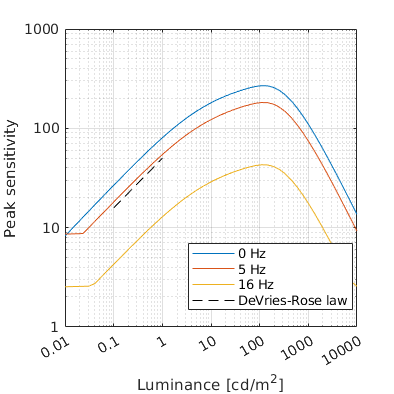 1000
100
10
1
Peak sensitivity
0 Hz
5 Hz
16 Hz
DeVries-Rose law
0.01 0.1 1 10 100 1000 10000
Luminance [cd/m²]